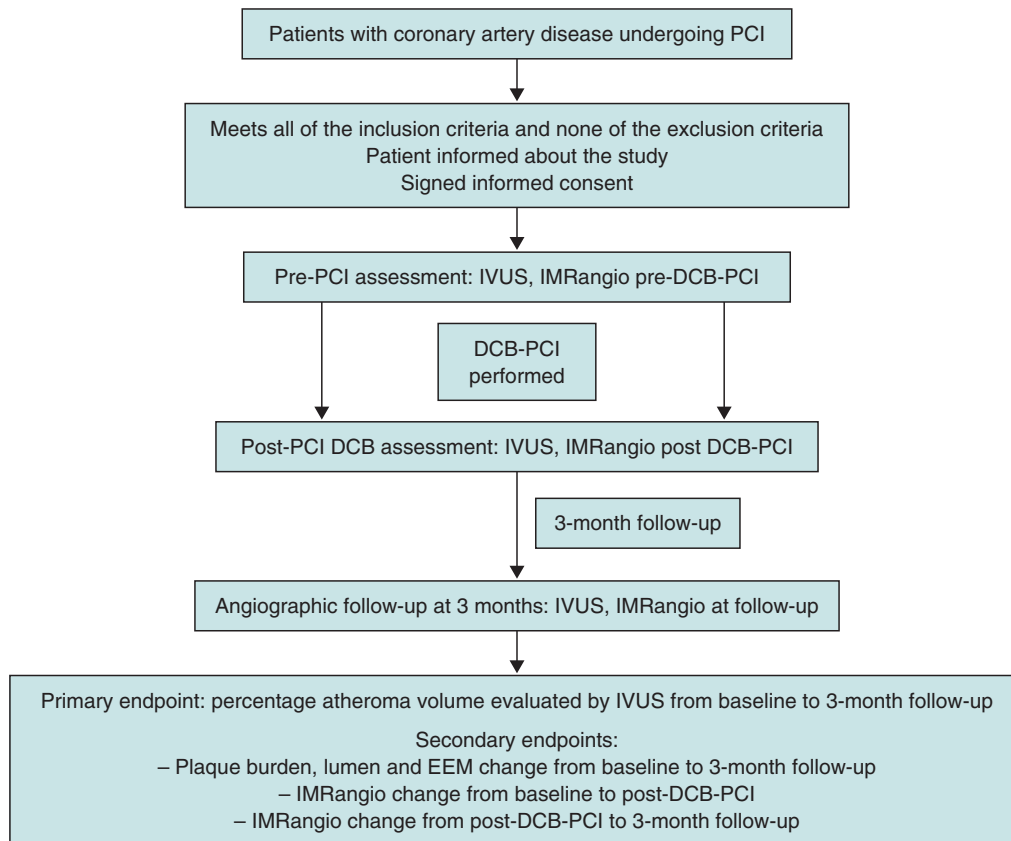 Patients with coronary artery disease undergoing PCI
Meets all of the inclusion criteria and none of the exclusion criteria
Patient informed about the study
Signed informed consent
Pre-PCI assessment: IVUS, IMRangio pre-DCB-PCI
DCB-PCI
performed
Post-PCI DCB assessment: IVUS, IMRangio post DCB-PCI
3-month follow-up
Angiographic follow-up at 3 months: IVUS, IMRangio at follow-up
Primary endpoint: percentage atheroma volume evaluated by IVUS from baseline to 3-month follow-up
Secondary endpoints:
– Plaque burden, lumen and EEM change from baseline to 3-month follow-up
– IMRangio change from baseline to post-DCB-PCI
– IMRangio change from post-DCB-PCI to 3-month follow-up